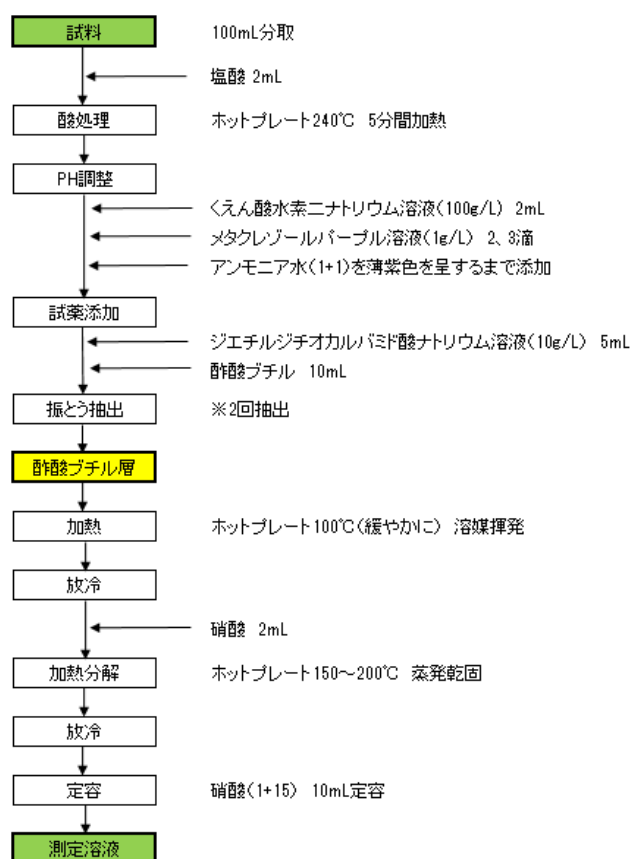 試料 100mL分取
塩酸 2mL
酸処理 ホットプレート240℃ 5分間加熱
PH調整
くえん酸水素二ナトリウム溶液(100g/L) 2mL
メタクレゾールパープル溶液(1g/L) 2、3滴
アンモニア水(1+1)を薄紫色を呈するまで添加
試薬添加
ジエチルジチオカルバミド酸ナトリウム溶液(10g/L) 5mL
酢酸ブチル 10mL
振とう抽出 ※2回抽出
酢酸ブチル層
加熱 ホットプレート100℃(緩やかに) 溶媒揮発
放冷
硝酸 2mL
加熱分解 ホットプレート150~200℃ 蒸発乾固
放冷
定容 硝酸(1+15) 10mL定容
測定溶液